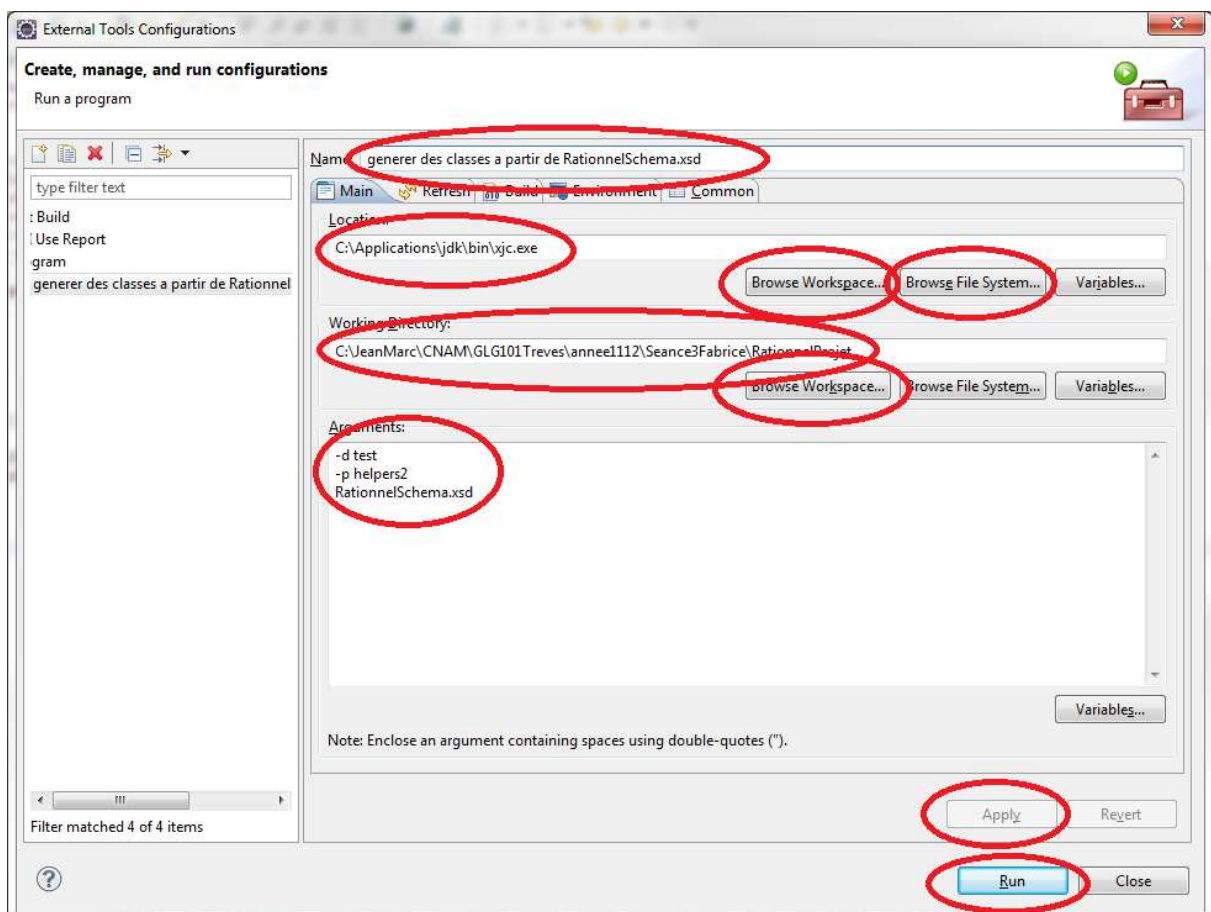 External Tools Configurations
Create, manage, and run configurations
Run a program
Name: generer des classes a partir de RationnelSchema.xsd
type filter text
: Build
Use Report
gram
generer des classes a partir de Rationnel
Filter matched 4 of 4 items
Main Refresh Build Environment Common
Location:
C:\Applications\jdk\bin\xjc.exe
Browse Workspace... Browse File System... Variables...
Working Directory:
C:\JeanMarc\CNAM\GLG101Treves\annee1112\Seance3Fabrice\RationnelProjet
Browse Workspace... Browse File System... Variables...
Arguments:
-d test
-p helpers2
RationnelSchema.xsd
Variables...
Note: Enclose an argument containing spaces using double-quotes (").
Apply Revert
Run Close